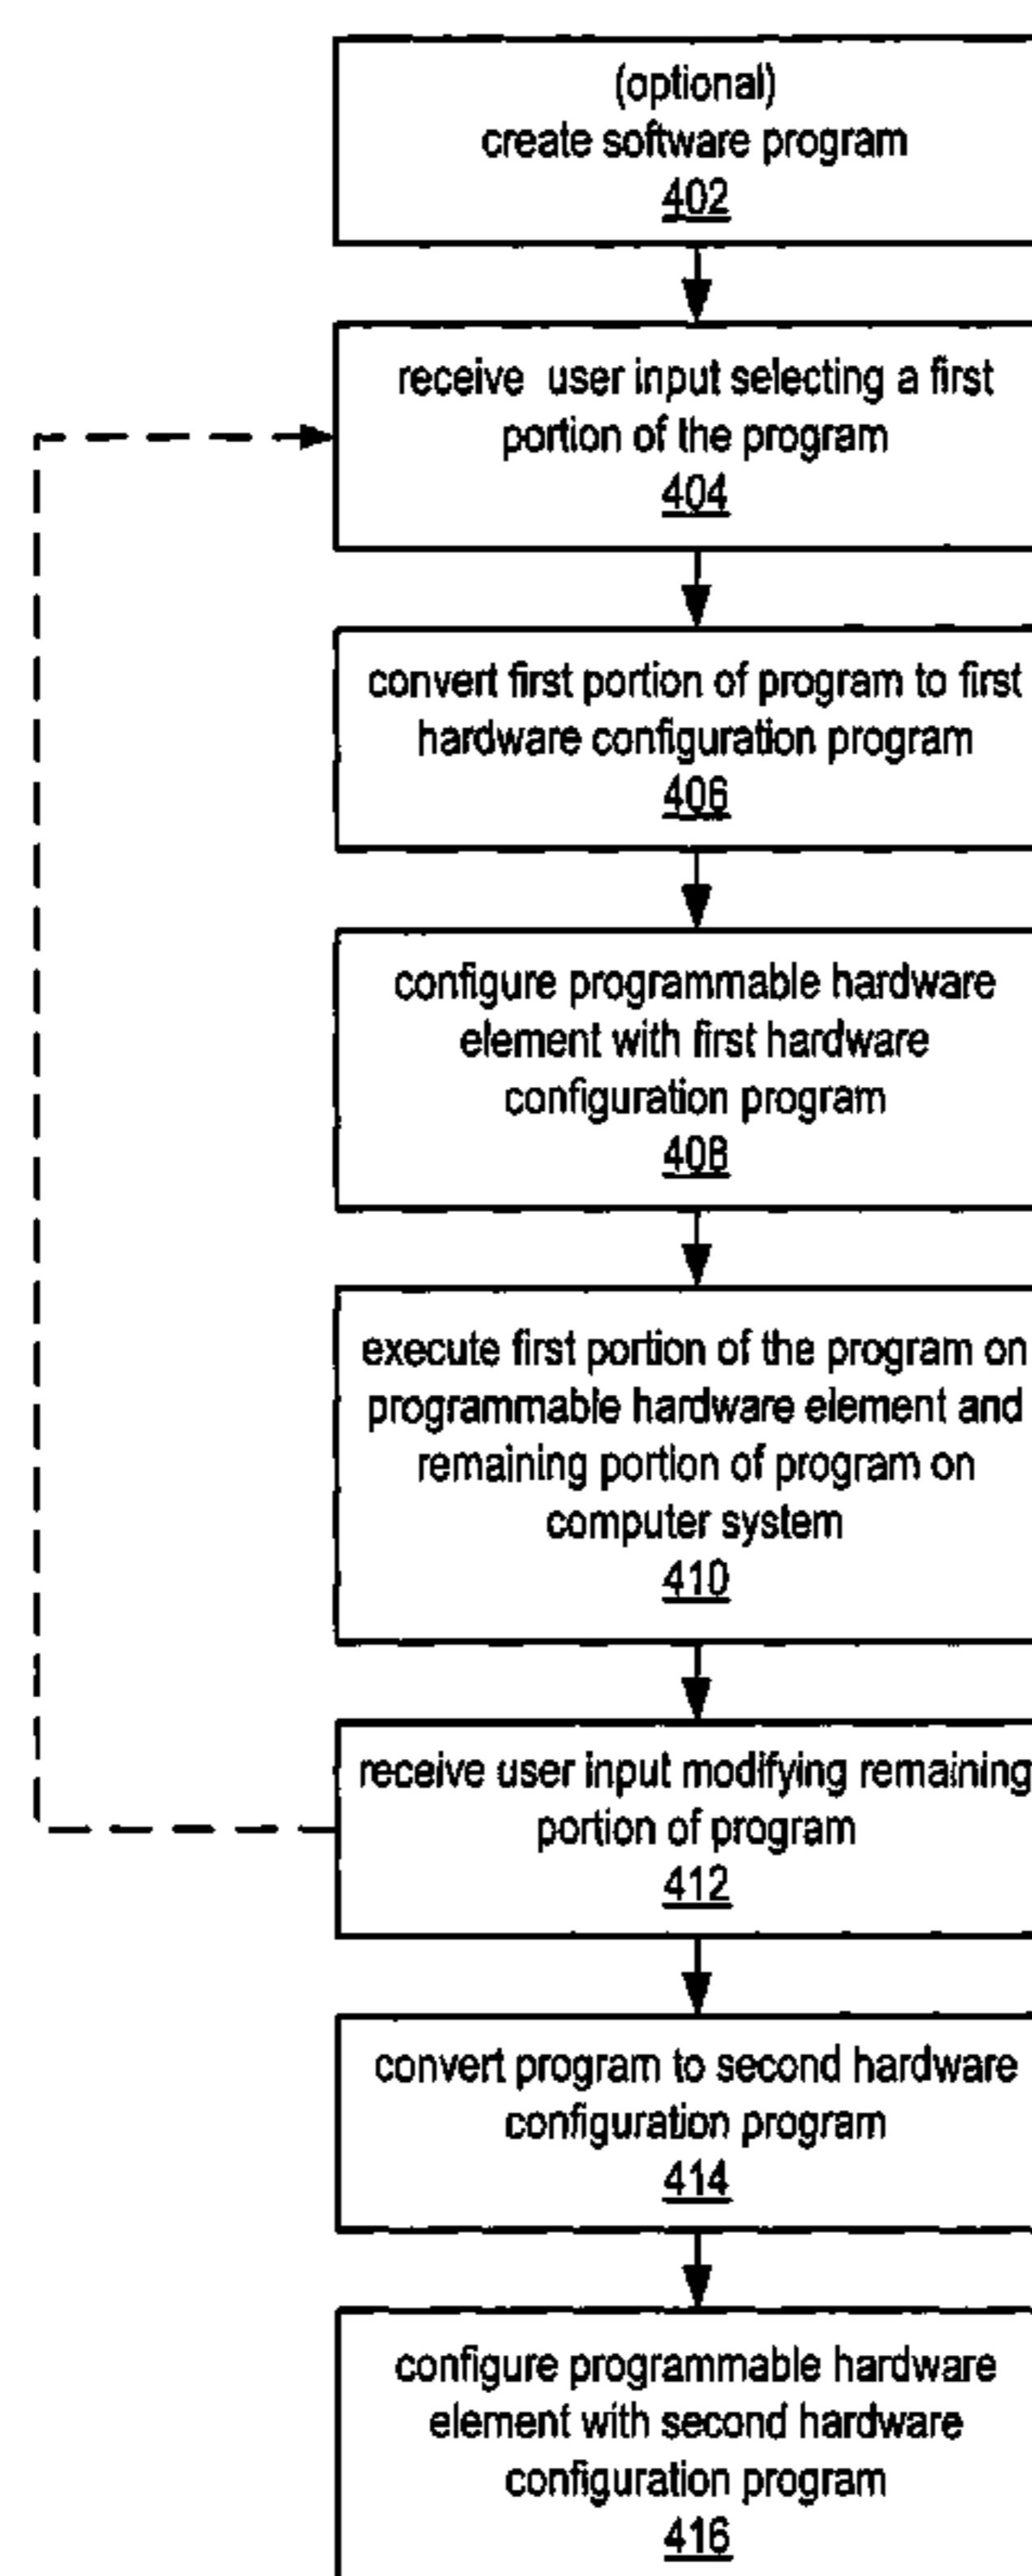 (optional)
create software program
402
receive user input selecting a first
portion of the program
404
convert first portion of program to first
hardware configuration program
406
configure programmable hardware
element with first hardware
configuration program
408
execute first portion of the program on
programmable hardware element and
remaining portion of program on
computer system
410
receive user input modifying remaining
portion of program
412
convert program to second hardware
configuration program
414
configure programmable hardware
element with second hardware
configuration program
416